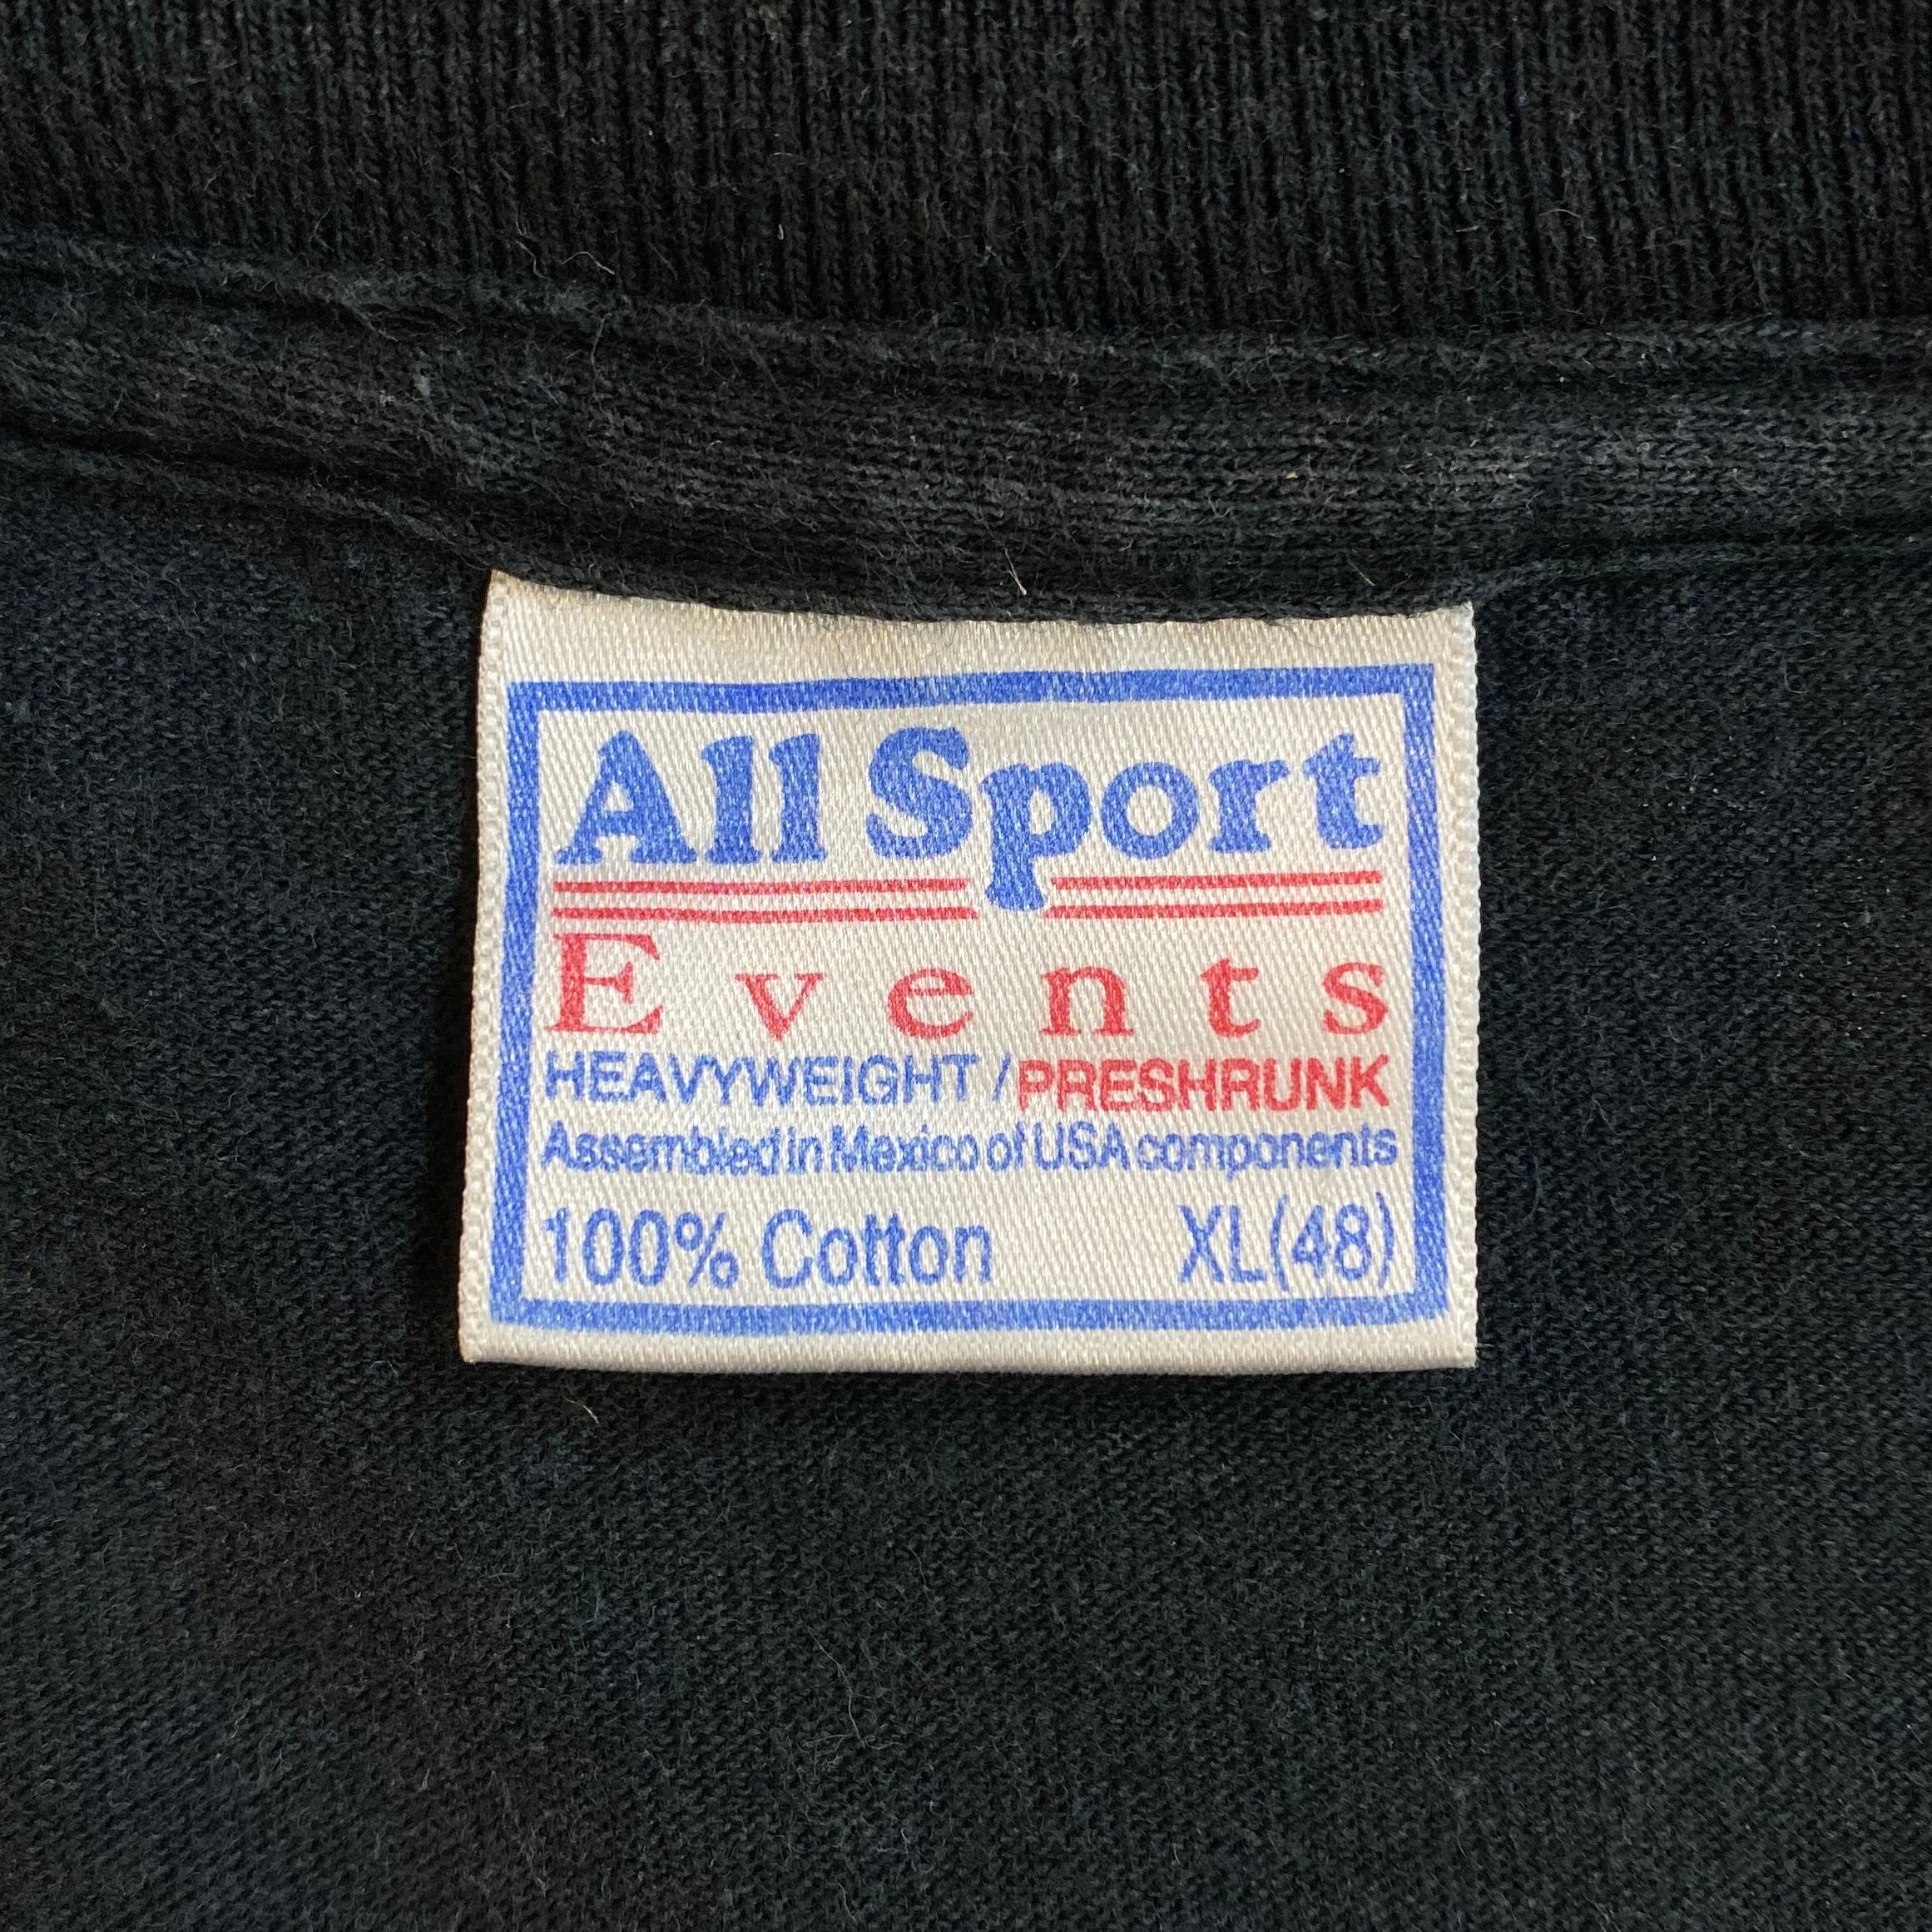 All Sport
Events
HEAVYWEIGHT / PRESHRUNK
Assembled in Mexico of USA components
100% Cotton XL(48)